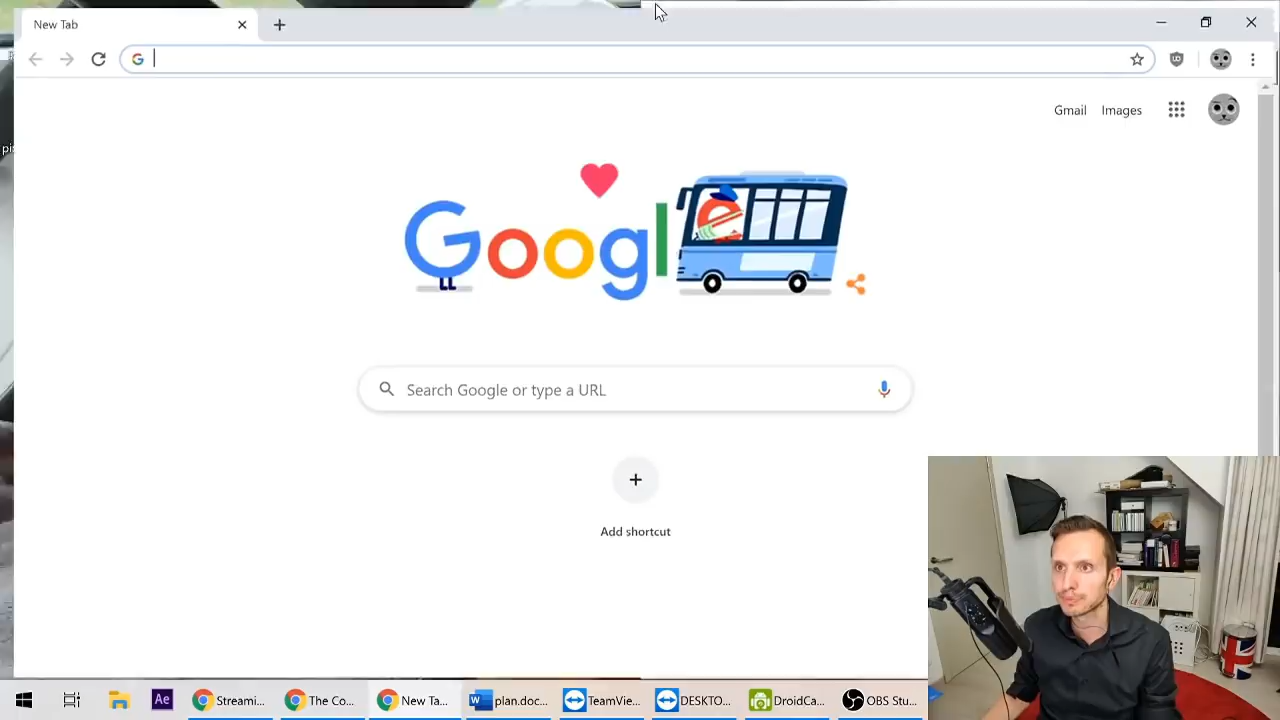 New Tab
Gmail Images
Google
Search Google or type a URL
Add shortcut
Ae
Streami...
The Co...
New Ta...
plan.doc...
TeamVie...
DESKTO...
DroidCa...
OBS Stu...